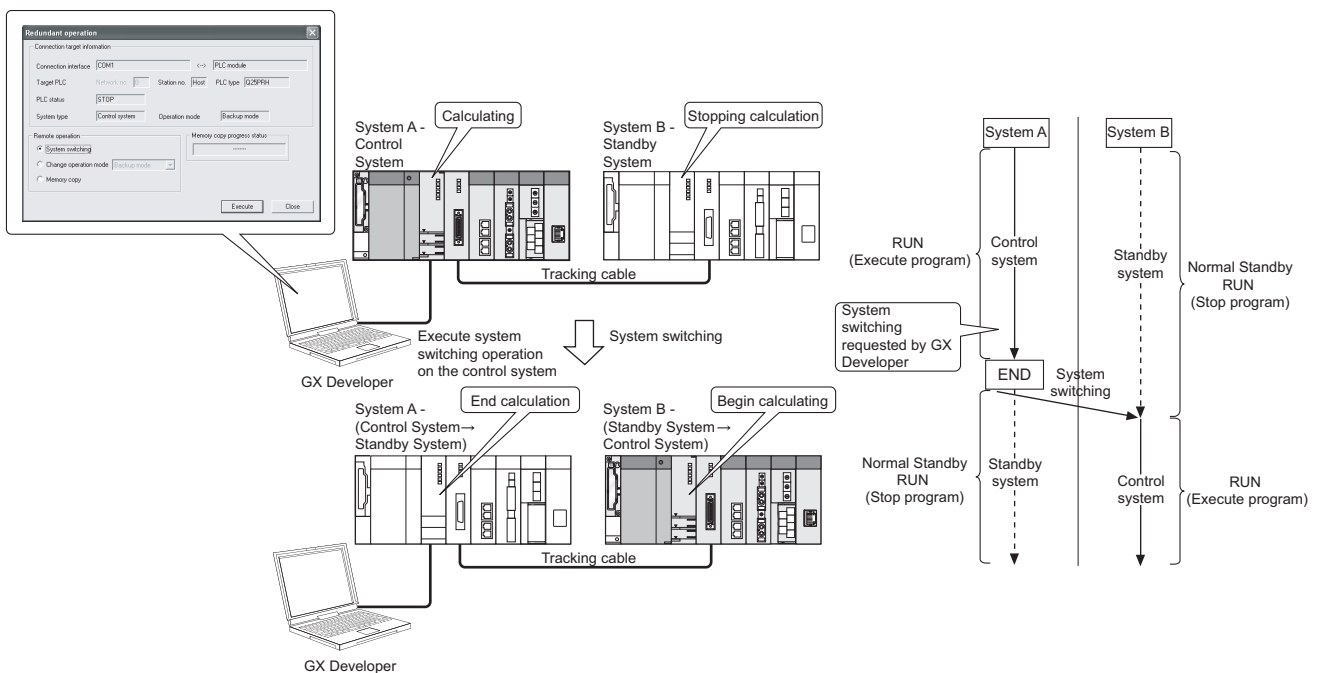 Redundant operation
Connection target information
Connection interface COM1 <--> PLC module
Target PLC Network no. 0 Station no. Host PLC type Q25PRH
PLC status STOP
System type Control system Operation mode Backup mode
Remote operation
System switching
Change operation mode Backup mode
Memory copy
Memory copy progress status
Execute Close
System A -
Control
System
Calculating
System B -
Standby
System
Stopping calculation
Tracking cable
GX Developer
Execute system
switching operation
on the control system
System switching
System A -
(Control System→
Standby System)
End calculation
System B -
(Standby System→
Control System)
Begin calculating
Tracking cable
GX Developer
System A
System B
RUN
(Execute program)
Control
system
Standby
system
Normal Standby
RUN
(Stop program)
System
switching
requested by GX
Developer
END
System
switching
Normal Standby
RUN
(Stop program)
Standby
system
Control
system
RUN
(Execute program)